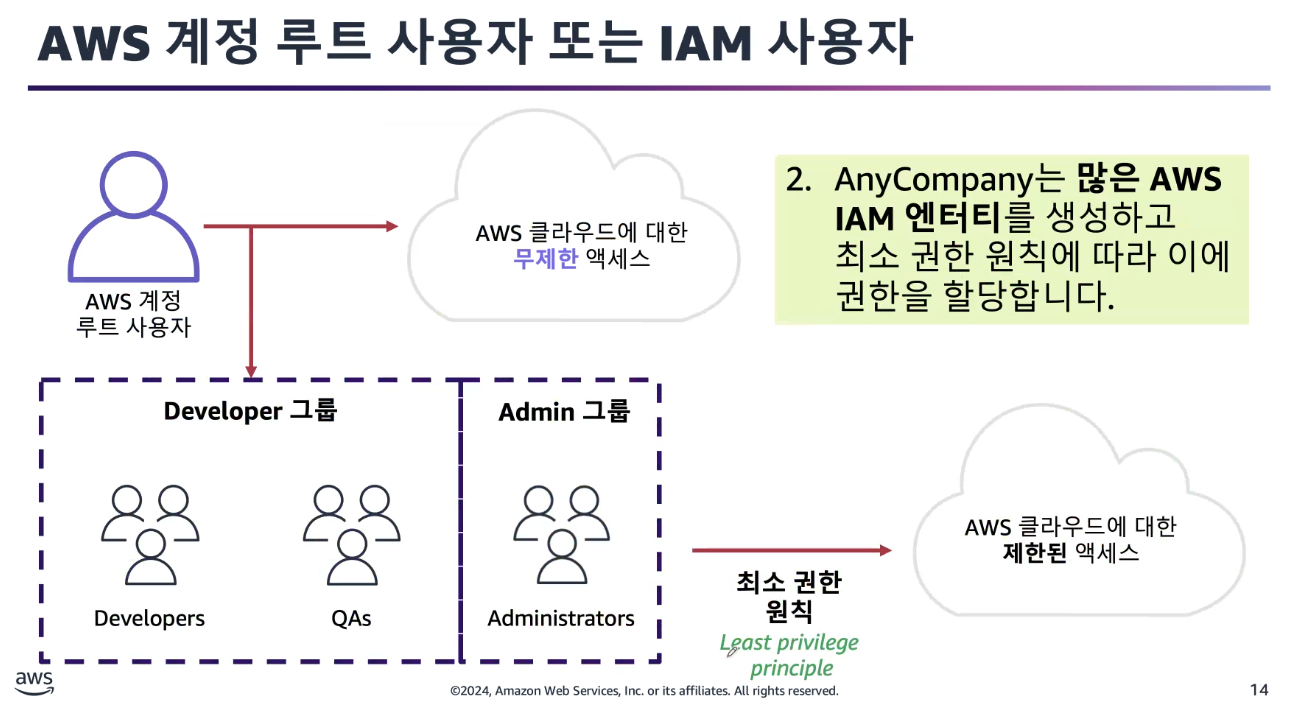 AWS 계정 루트 사용자 또는 IAM 사용자
AWS 계정
루트 사용자
AWS 클라우드에 대한
무제한 액세스
2. AnyCompany는 많은 AWS
IAM 엔터티를 생성하고
최소 권한 원칙에 따라 이에
권한을 할당합니다.
Developer 그룹
Admin 그룹
Developers
QAs
Administrators
최소 권한
원칙
Least privilege
principle
AWS 클라우드에 대한
제한된 액세스
aws
©2024, Amazon Web Services, Inc. or its affiliates. All rights reserved.
14